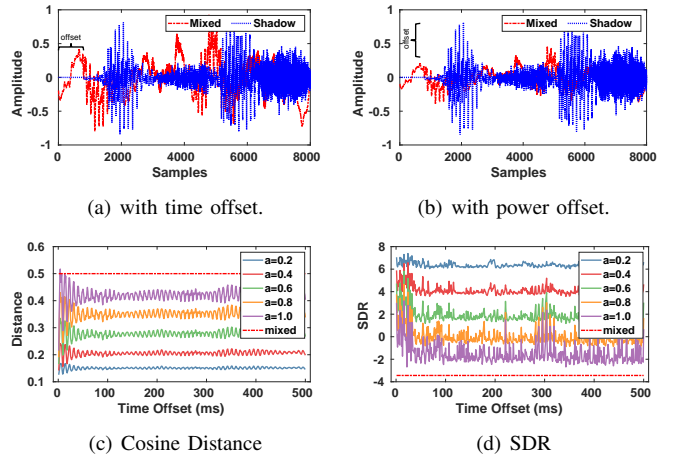 offset
Mixed Shadow
1
0.5
0
-0.5
-1
Amplitude
0 2000 4000 6000 8000
Samples
(a) with time offset.
offset
Mixed Shadow
1
0.5
0
-0.5
-1
Amplitude
0 2000 4000 6000 8000
Samples
(b) with power offset.
0.6
0.5
0.4
0.3
0.2
0.1
Distance
a=0.2
a=0.4
a=0.6
a=0.8
a=1.0
mixed
0 100 200 300 400 500
Time Offset (ms)
(c) Cosine Distance
8
6
4
2
0
-2
-4
SDR
a=0.2
a=0.4
a=0.6
a=0.8
a=1.0
mixed
0 100 200 300 400 500
Time Offset (ms)
(d) SDR